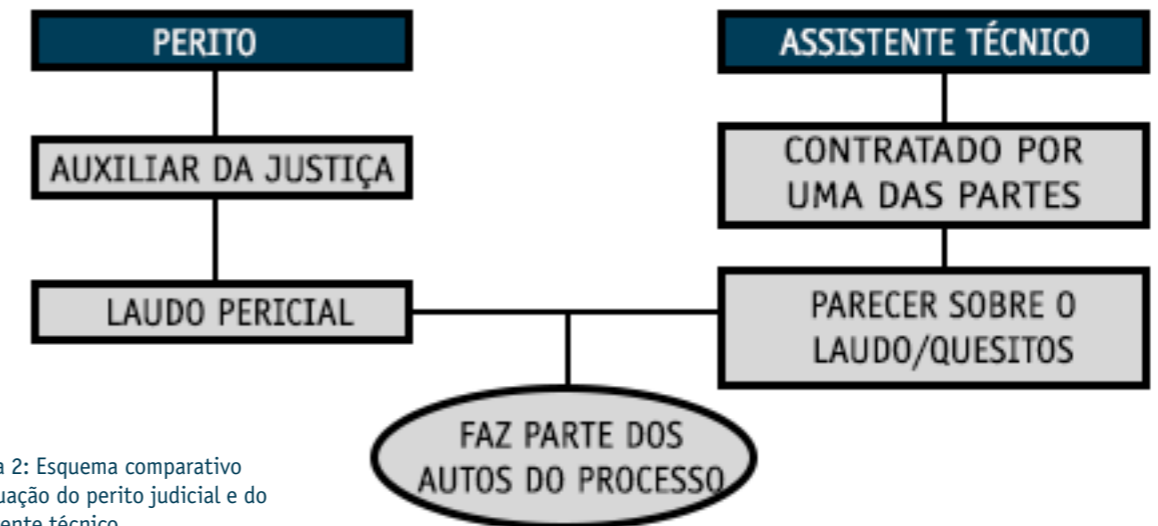 PERITO
ASSISTENTE TÉCNICO
AUXILIAR DA JUSTIÇA
CONTRATADO POR
UMA DAS PARTES
LAUDO PERICIAL
PARECER SOBRE O
LAUDO/QUESITOS
FAZ PARTE DOS
AUTOS DO PROCESSO
2: Esquema comparativo
do perito judicial e do
técnico